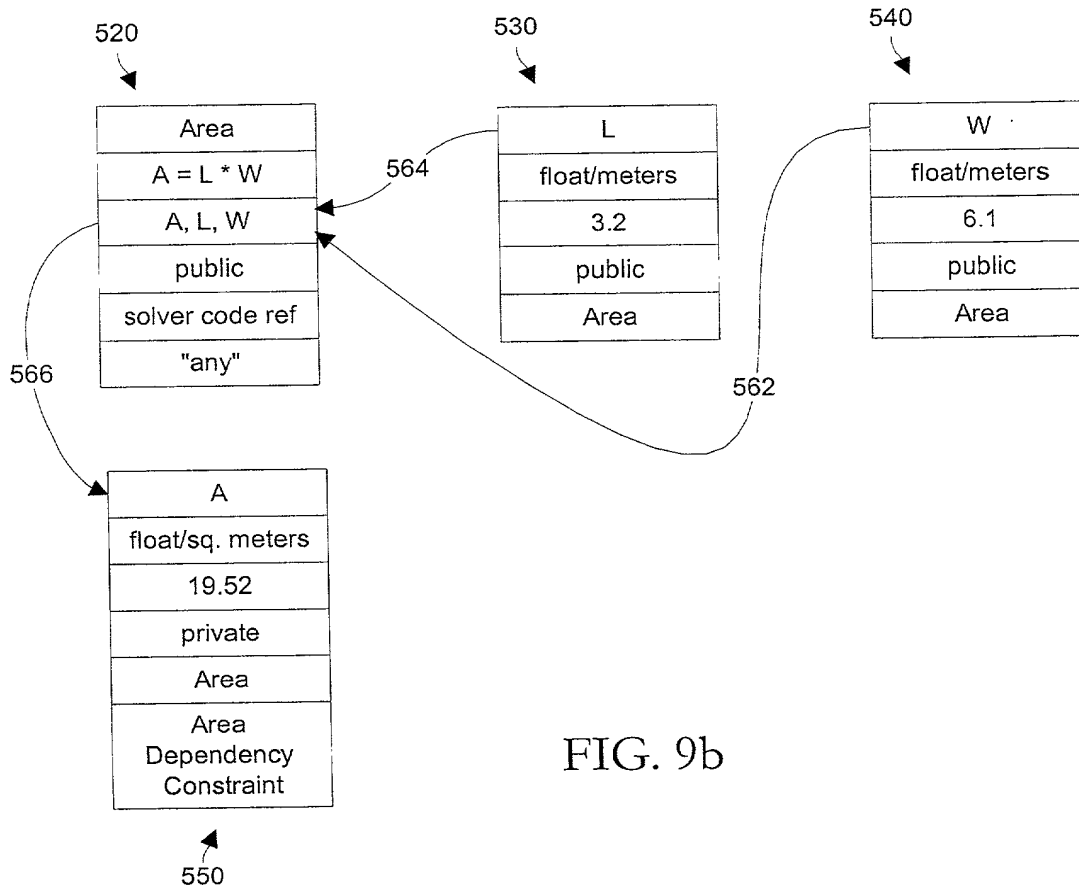 520
530
540
Area
A = L * W
A, L, W
public
solver code ref
"any"
564
L
float/meters
3.2
public
Area
W
float/meters
6.1
public
Area
566
562
A
float/sq. meters
19.52
private
Area
Area
Dependency
Constraint
550
FIG. 9b